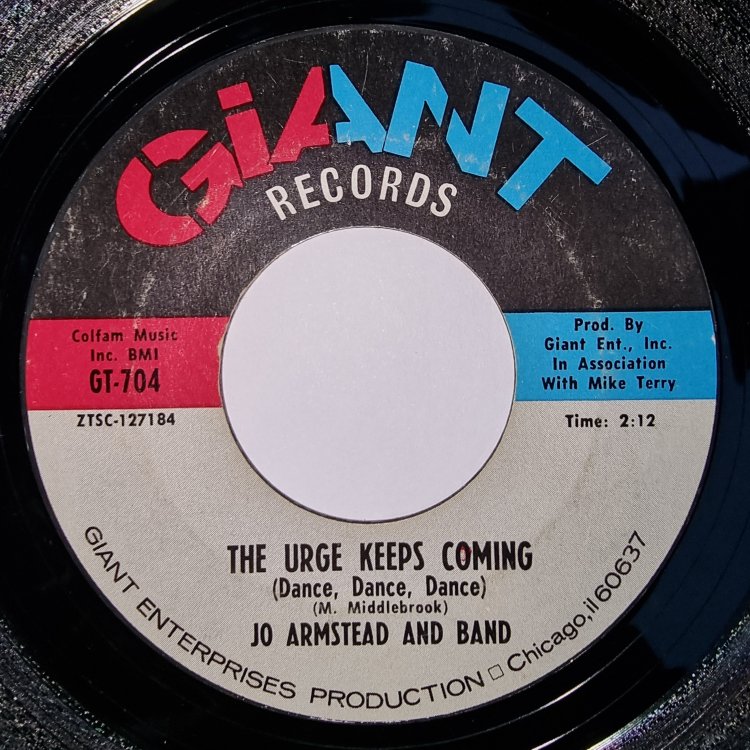 GiANT
RECORDS
Colfam Music
Inc. BMI
GT-704
ZTSC-127184
Prod. By
Giant Ent., Inc.
In Association
With Mike Terry
Time: 2:12
THE URGE KEEPS COMING
(Dance, Dance, Dance)
(M. Middlebrook)
JO ARMSTEAD AND BAND
GIANT ENTERPRISES PRODUCTION □ Chicago, il 60637